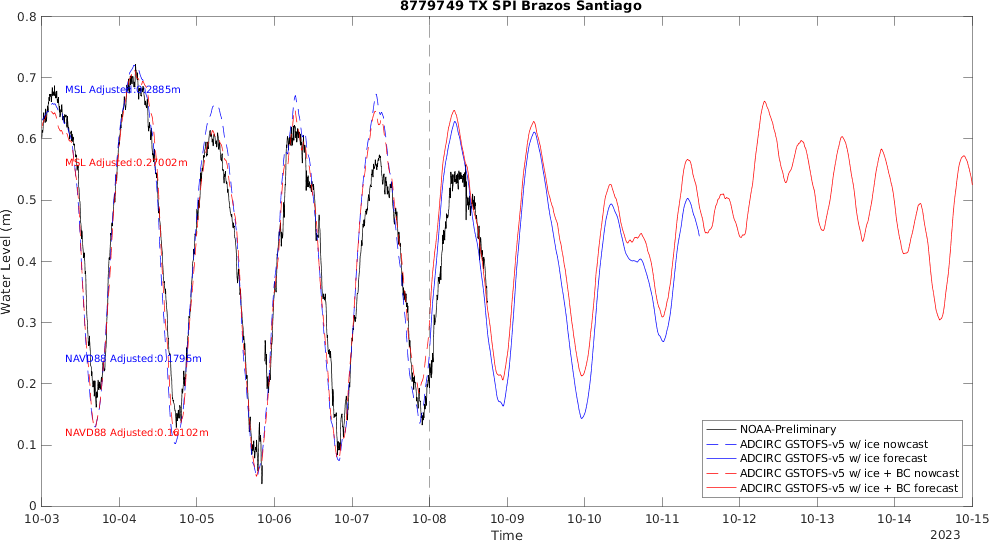 8779749 TX SPI Brazos Santiago
0.8
0.7
0.6
0.5
0.4
0.3
0.2
0.1
0
Water Level (m)
MSL Adjusted:0.2885m
MSL Adjusted:0.27002m
NAVD88 Adjusted:0.1796m
NAVD88 Adjusted:0.16102m
NOAA-Preliminary
ADCIRC GSTOFS-v5 w/ ice nowcast
ADCIRC GSTOFS-v5 w/ ice forecast
ADCIRC GSTOFS-v5 w/ ice + BC nowcast
ADCIRC GSTOFS-v5 w/ ice + BC forecast
10-03 10-04 10-05 10-06 10-07 10-08 10-09 10-10 10-11 10-12 10-13 10-14 10-15
Time
2023